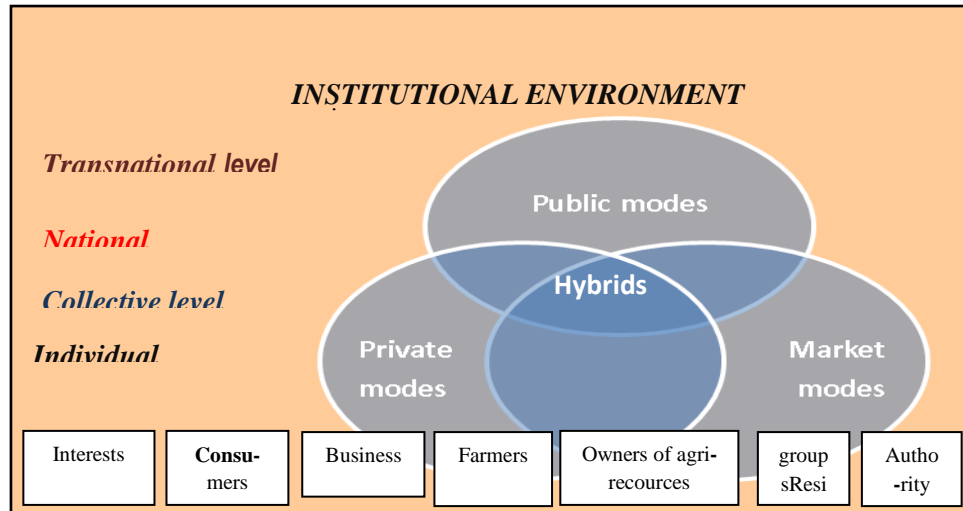 INSTITUTIONAL ENVIRONMENT
Transnational level
Public modes
National
Collective level
Hybrids
Individual
Private
modes
Market
modes
Interests
Consu-
mers
Business
Farmers
Owners of agri-
recources
group
sResi
Autho
-rity